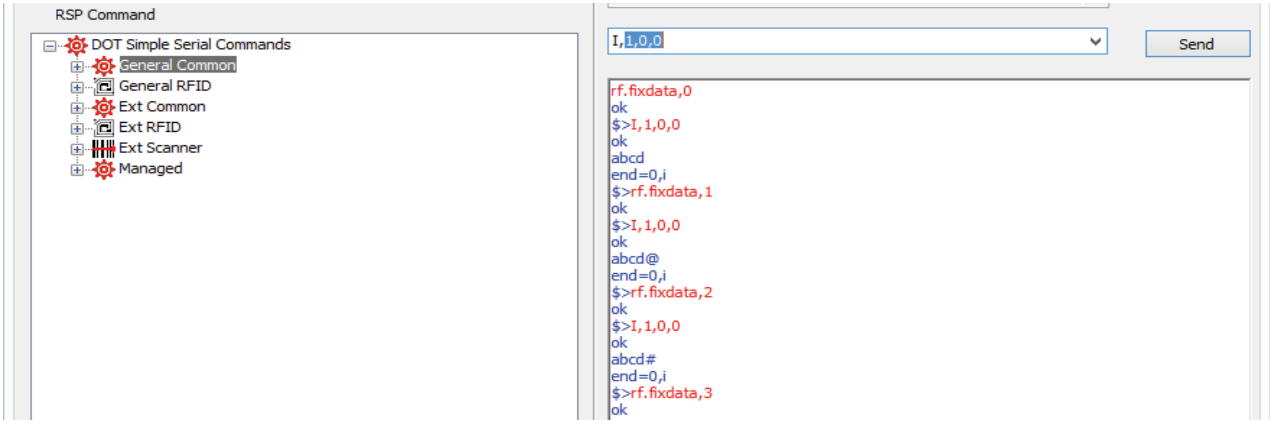 RSP Command
DOT Simple Serial Commands
General Common
General RFID
Ext Common
Ext RFID
Ext Scanner
Managed
I,1,0,0
Send
rf.fixdata,0
ok
$>I,1,0,0
ok
abcd
end=0,i
$>rf.fixdata,1
ok
$>I,1,0,0
ok
abcd@
end=0,i
$>rf.fixdata,2
ok
$>I,1,0,0
ok
abcd#
end=0,i
$>rf.fixdata,3
ok